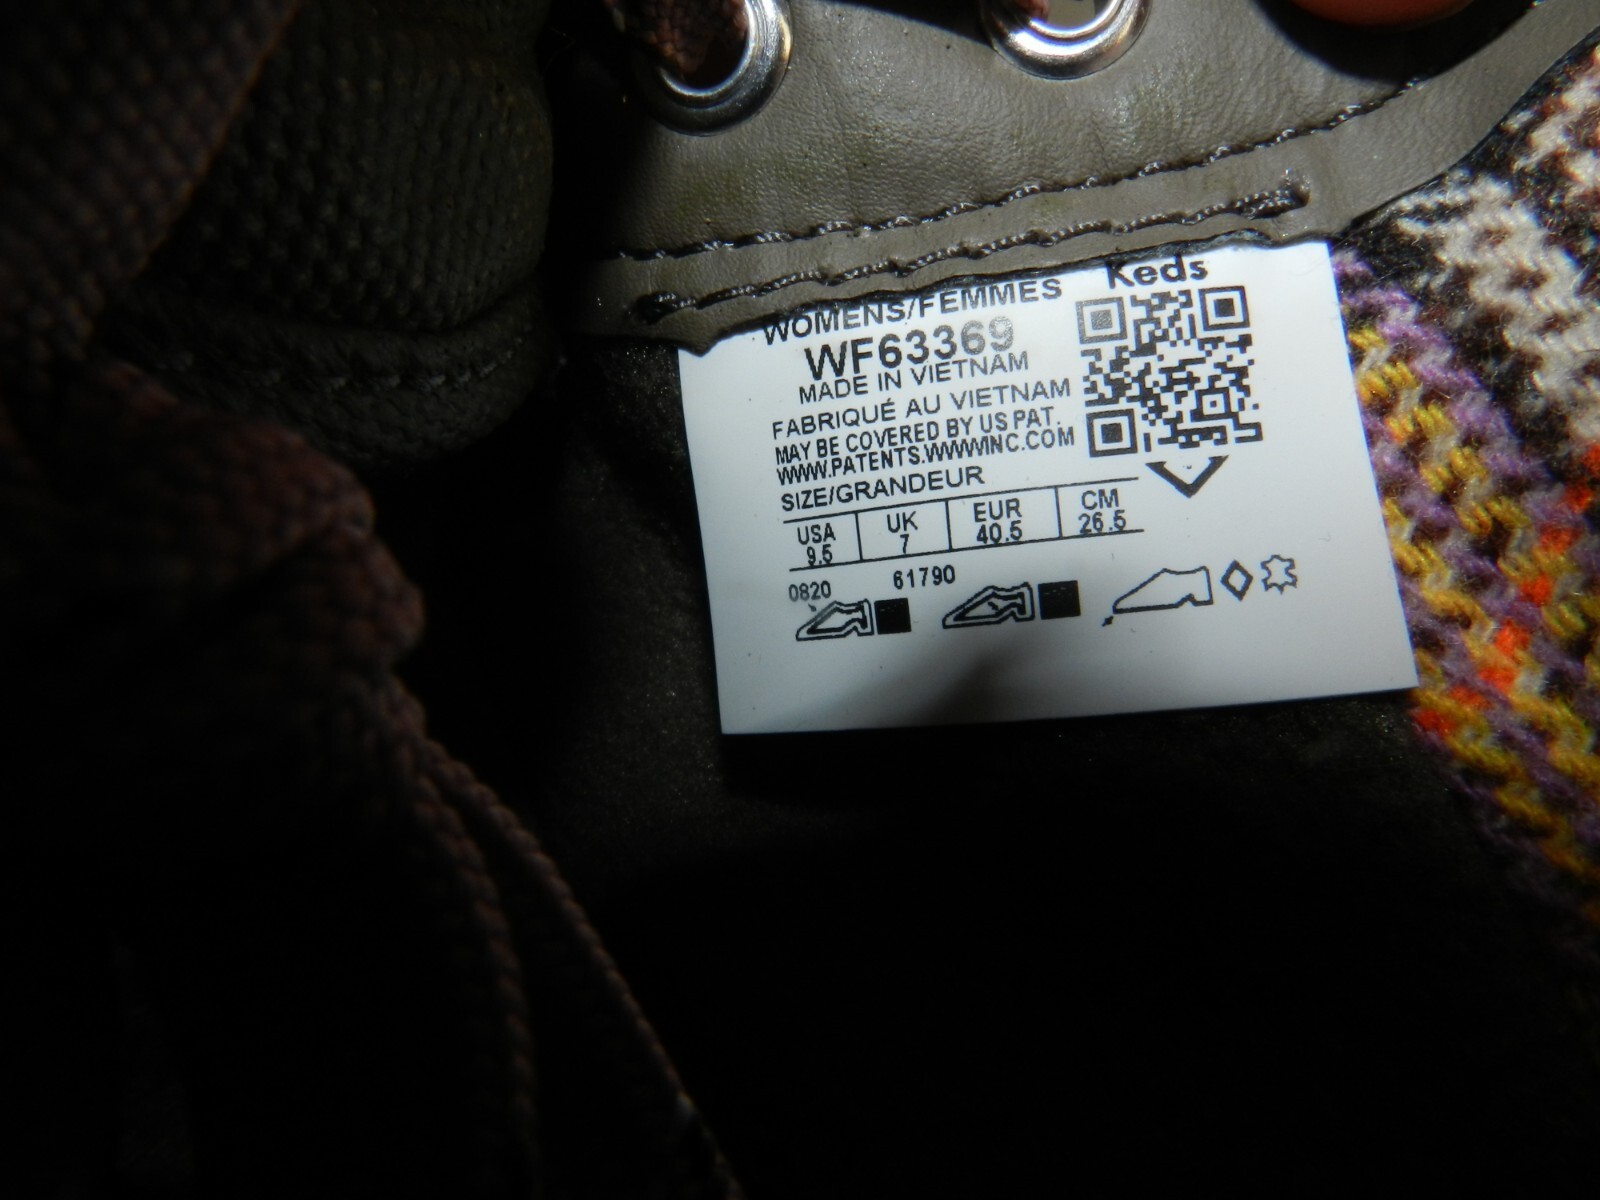 Keds
WOMENS/FEMMES
WF63369
MADE IN VIETNAM
FABRIQUÉ AU VIETNAM
MAY BE COVERED BY US PAT.
WWW.PATENTS.WWWINC.COM
SIZE/GRANDEUR
USA UK EUR CM
9.5 7 40.5 26.5
0820 61790